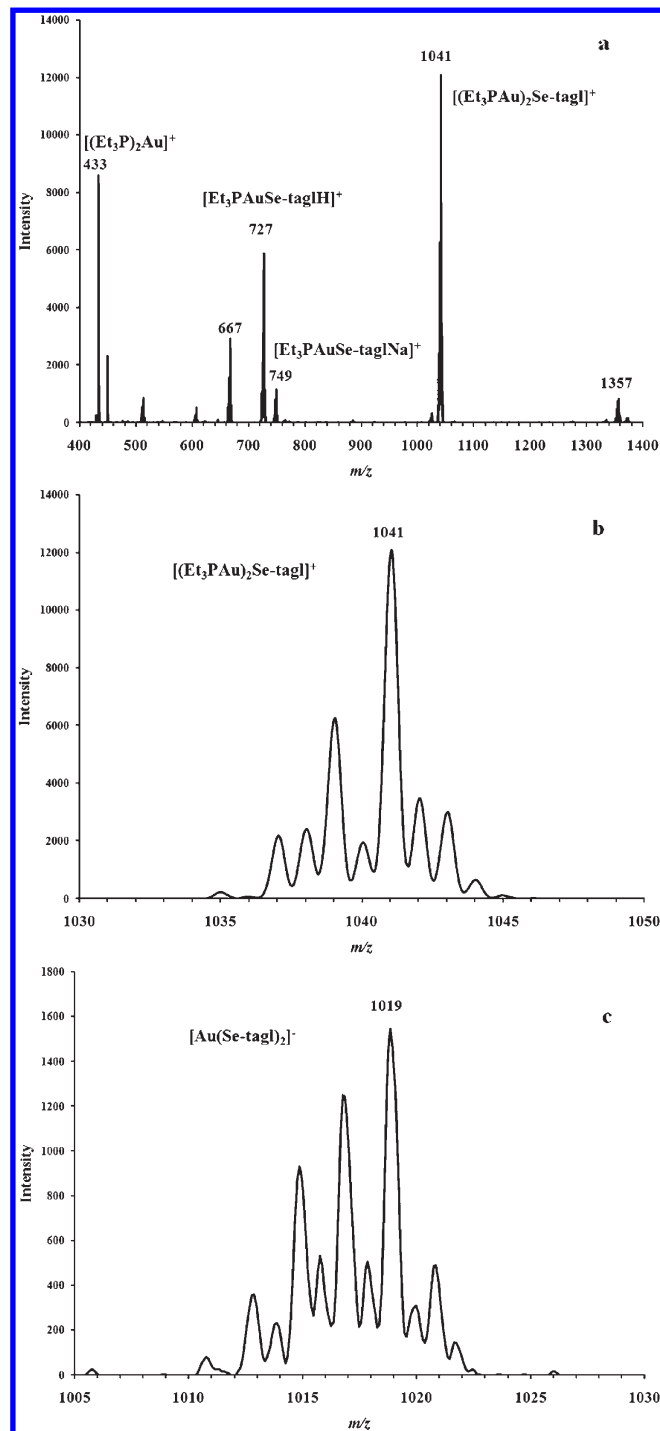 a
14000
1041
12000
[(Et₃PAu)₂Se-tagl]⁺
10000
[(Et₃P)₂Au]⁺
433
8000
[Et₃PAuSe-taglH]⁺
727
Intensity
6000
4000
667
[Et₃PAuSe-taglNa]⁺
749
2000
1357
0
400 500 600 700 800 900 1000 1100 1200 1300 1400
m/z
14000
b
1041
12000
[(Et₃PAu)₂Se-tagl]⁺
10000
8000
Intensity
6000
4000
2000
0
1030 1035 1040 1045 1050
m/z
1800
c
1019
1600
[Au(Se-tagl)₂]⁻
1400
1200
1000
Intensity
800
600
400
200
0
1005 1010 1015 1020 1025 1030
m/z